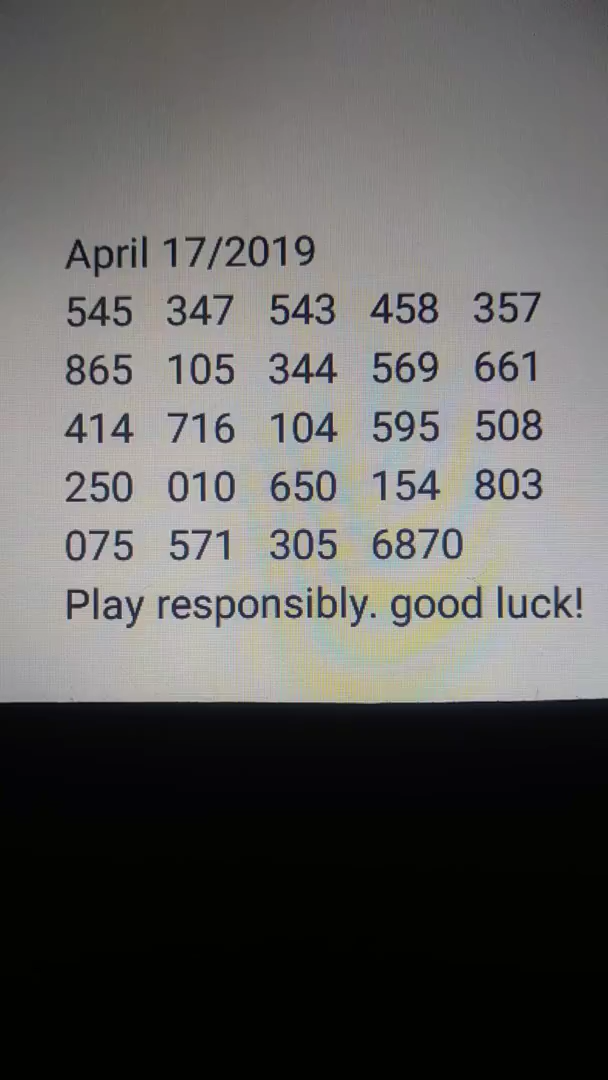 April 17/2019
545 347 543 458 357
865 105 344 569 661
414 716 104 595 508
250 010 650 154 803
075 571 305 6870
Play responsibly. good luck!